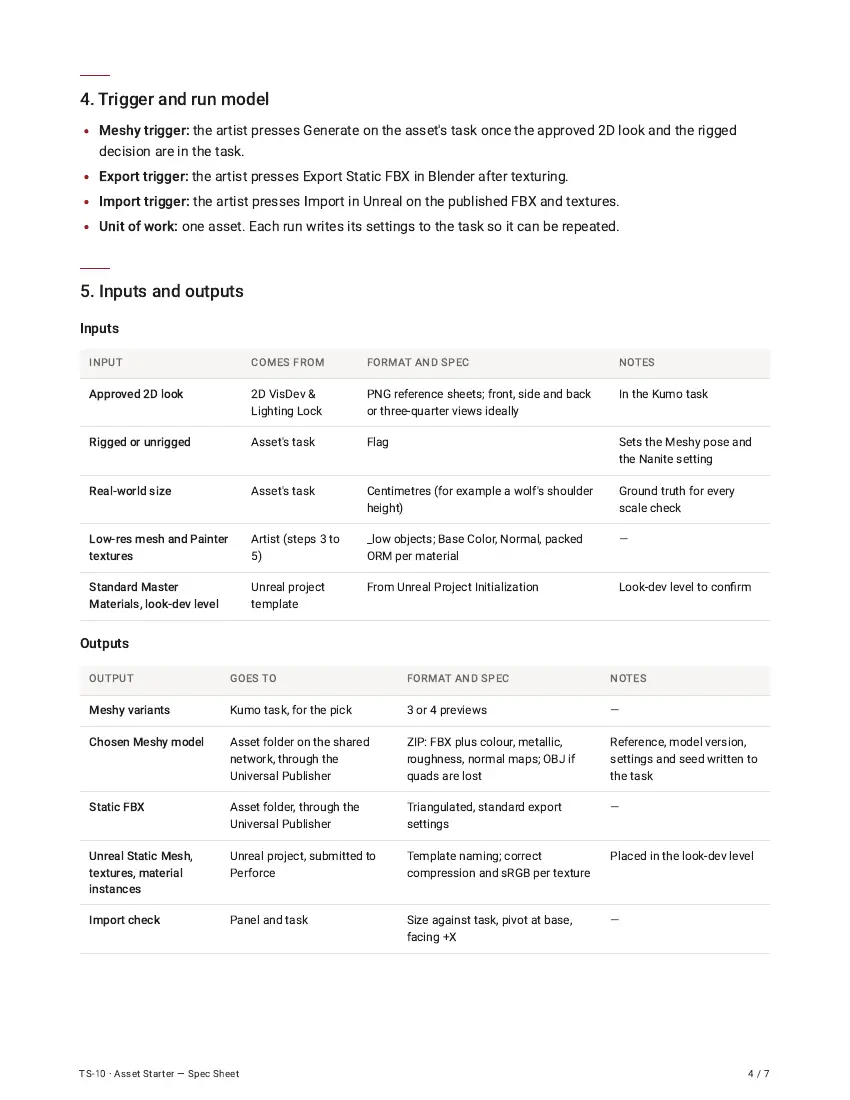 4. Trigger and run model
• Meshy trigger: the artist presses Generate on the asset's task once the approved 2D look and the rigged
decision are in the task.
• Export trigger: the artist presses Export Static FBX in Blender after texturing.
• Import trigger: the artist presses Import in Unreal on the published FBX and textures.
• Unit of work: one asset. Each run writes its settings to the task so it can be repeated.
5. Inputs and outputs
Inputs
INPUT COMES FROM FORMAT AND SPEC NOTES
Approved 2D look 2D VisDev & PNG reference sheets; front, side and back In the Kumo task
Lighting Lock or three-quarter views ideally
Rigged or unrigged Asset's task Flag Sets the Meshy pose and
the Nanite setting
Real-world size Asset's task Centimetres (for example a wolf's shoulder Ground truth for every
height) scale check
Low-res mesh and Painter Artist (steps 3 to _low objects; Base Color, Normal, packed —
textures 5) ORM per material
Standard Master Unreal project From Unreal Project Initialization Look-dev level to confirm
Materials, look-dev level template
Outputs
OUTPUT GOES TO FORMAT AND SPEC NOTES
Meshy variants Kumo task, for the pick 3 or 4 previews —
Chosen Meshy model Asset folder on the shared ZIP: FBX plus colour, metallic, Reference, model version,
network, through the roughness, normal maps; OBJ if settings and seed written to
Universal Publisher quads are lost the task
Static FBX Asset folder, through the Triangulated, standard export —
Universal Publisher settings
Unreal Static Mesh, Unreal project, submitted to Template naming; correct Placed in the look-dev level
textures, material Perforce compression and sRGB per texture
instances
Import check Panel and task Size against task, pivot at base, —
facing +X
TS-10 · Asset Starter — Spec Sheet 4 / 7